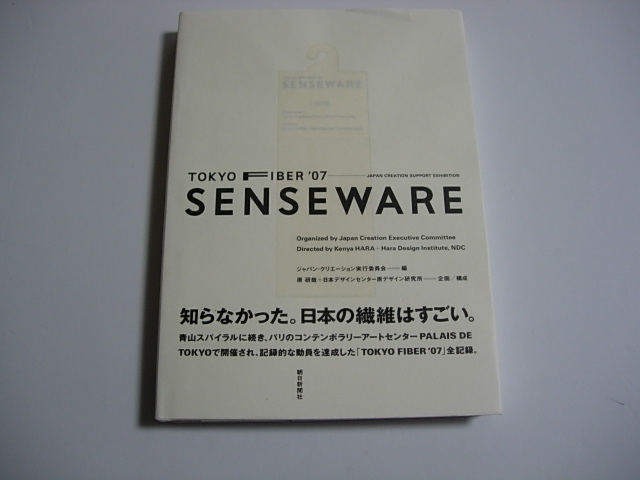 SENSEWARE
TOKYO FIBER '07 JAPAN CREATION SUPPORT EXHIBITION
SENSEWARE
Organized by Japan Creation Executive Committee
Directed by Kenya HARA + Hara Design Institute, NDC
ジャパン・クリエーション実行委員会——編
原 研哉＋日本デザインセンター原デザイン研究所——企画／構成
知らなかった。日本の繊維はすごい。
青山スパイラルに続き、パリのコンテンポラリーアートセンターPALAIS DE
TOKYOで開催され、記録的な動員を達成した「TOKYO FIBER '07」全記録。
朝日新聞社